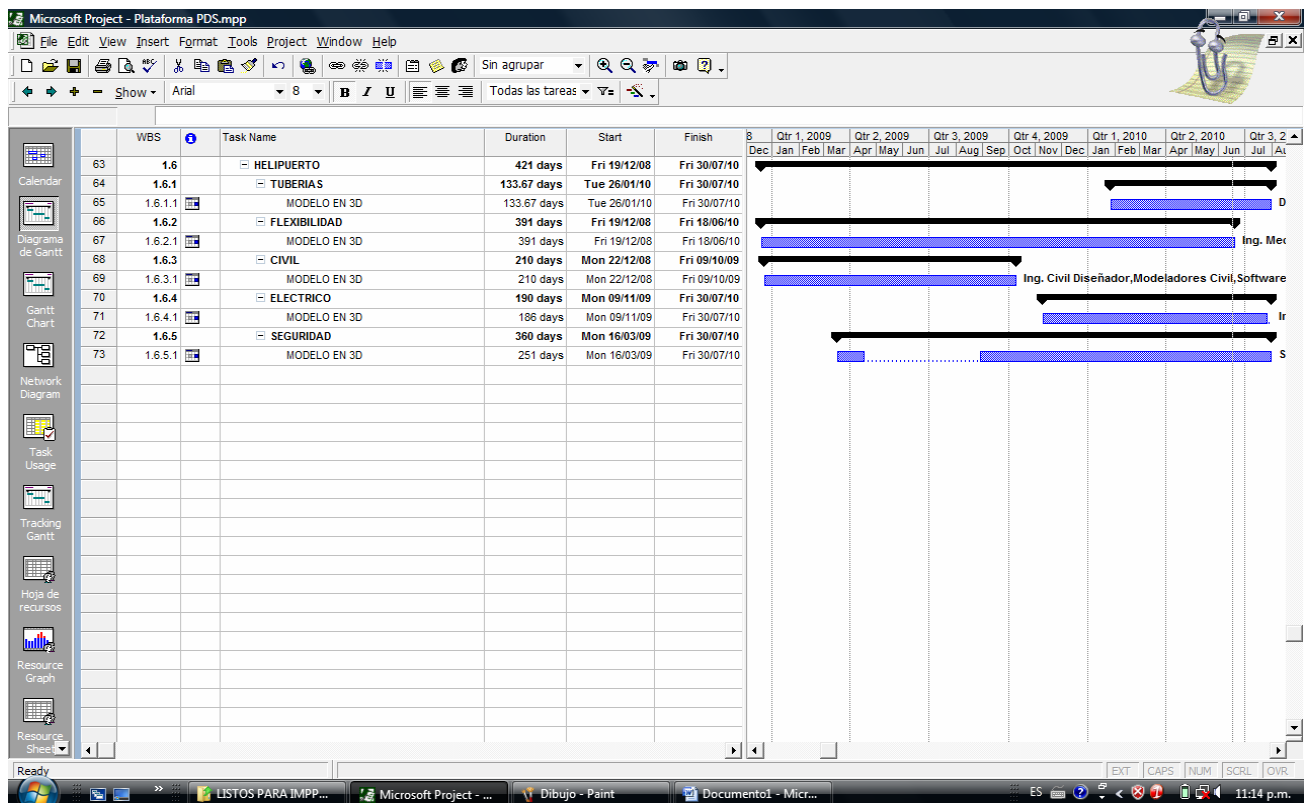 Microsoft Project - Plataforma PDS.mpp
File Edit View Insert Format Tools Project Window Help
Sin agrupar
Show Arial 8 B I U Todas las tareas
WBS Task Name Duration Start Finish 8 Qtr 1, 2009 Qtr 2, 2009 Qtr 3, 2009 Qtr 4, 2009 Qtr 1, 2010 Qtr 2, 2010 Qtr 3, 2
Dec Jan Feb Mar Apr May Jun Jul Aug Sep Oct Nov Dec Jan Feb Mar Apr May Jun Jul Au
63 1.6 HELIPUERTO 421 days Fri 19/12/08 Fri 30/07/10
64 1.6.1 TUBERIAS 133.67 days Tue 26/01/10 Fri 30/07/10
65 1.6.1.1 MODELO EN 3D 133.67 days Tue 26/01/10 Fri 30/07/10 D
66 1.6.2 FLEXIBILIDAD 391 days Fri 19/12/08 Fri 18/06/10
67 1.6.2.1 MODELO EN 3D 391 days Fri 19/12/08 Fri 18/06/10 Ing. Mec
68 1.6.3 CIVIL 210 days Mon 22/12/08 Fri 09/10/09
69 1.6.3.1 MODELO EN 3D 210 days Mon 22/12/08 Fri 09/10/09 Ing. Civil Diseñador,Modeladores Civil,Software
70 1.6.4 ELECTRICO 190 days Mon 09/11/09 Fri 30/07/10
71 1.6.4.1 MODELO EN 3D 186 days Mon 09/11/09 Fri 30/07/10 Ir
72 1.6.5 SEGURIDAD 360 days Mon 16/03/09 Fri 30/07/10
73 1.6.5.1 MODELO EN 3D 251 days Mon 16/03/09 Fri 30/07/10 S
Calendar
Diagrama
de Gantt
Gantt
Chart
Network
Diagram
Task
Usage
Tracking
Gantt
Hoja de
recursos
Resource
Graph
Resource
Sheet
Ready EXT CAPS NUM SCRL OVR
LISTOS PARA IMPP... Microsoft Project - ... Dibujo - Paint Documento1 - Micr... ES 11:14 p.m.